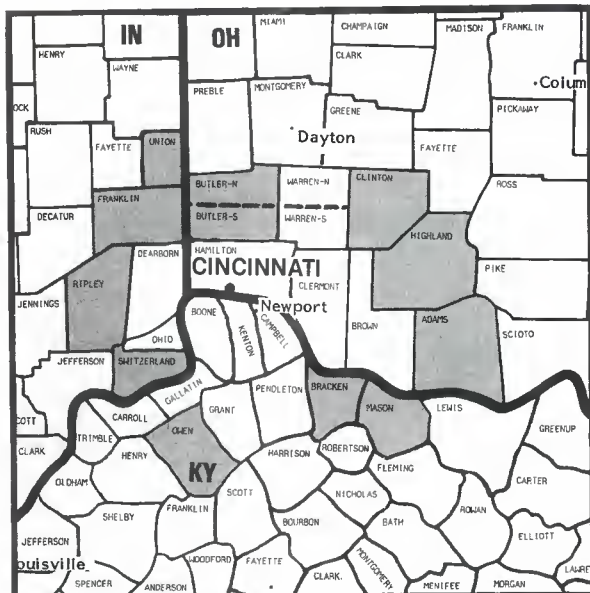 IN
OH
MIAMI
CHAMPAIGN
MADISON
FRANKLIN
HENRY
WAYNE
CLARK
Colum
PREBLE
MONTGOMERY
GREENE
PICKAWAY
OCK
RUSH
FAYETTE
UNION
Dayton
FAYETTE
ROSS
FRANKLIN
BUTLER-N
WARREN-N
CLINTON
BUTLER-S
WARREN-S
DECATUR
DEARBORN
HAMILTON
HIGHLAND
CINCINNATI
CLERMONT
RIPLEY
PIKE
JENNINGS
Newport
BOONE
KENTON
CAMPBELL
BROWN
ADAMS
SCIOTO
OHIO
JEFFERSON
SWITZERLAND
GALLATIN
GRANT
PENDLETON
BRACKEN
MASON
LEWIS
COTT
CARROLL
OWEN
GREENUP
CLARK
TRIMBLE
HENRY
KY
HARRISON
ROBERTSON
FLEMING
OLDHAM
SCOTT
NICHOLAS
CARTER
SHELBY
FRANKLIN
BOURBON
BATH
ROWAN
JEFFERSON
ELLIOTT
ouisville
WOODFORD
FAYETTE
MONTGOMERY
LAWRE
SPENCER
ANDERSON
CLARK
MENIFEE
MORGAN